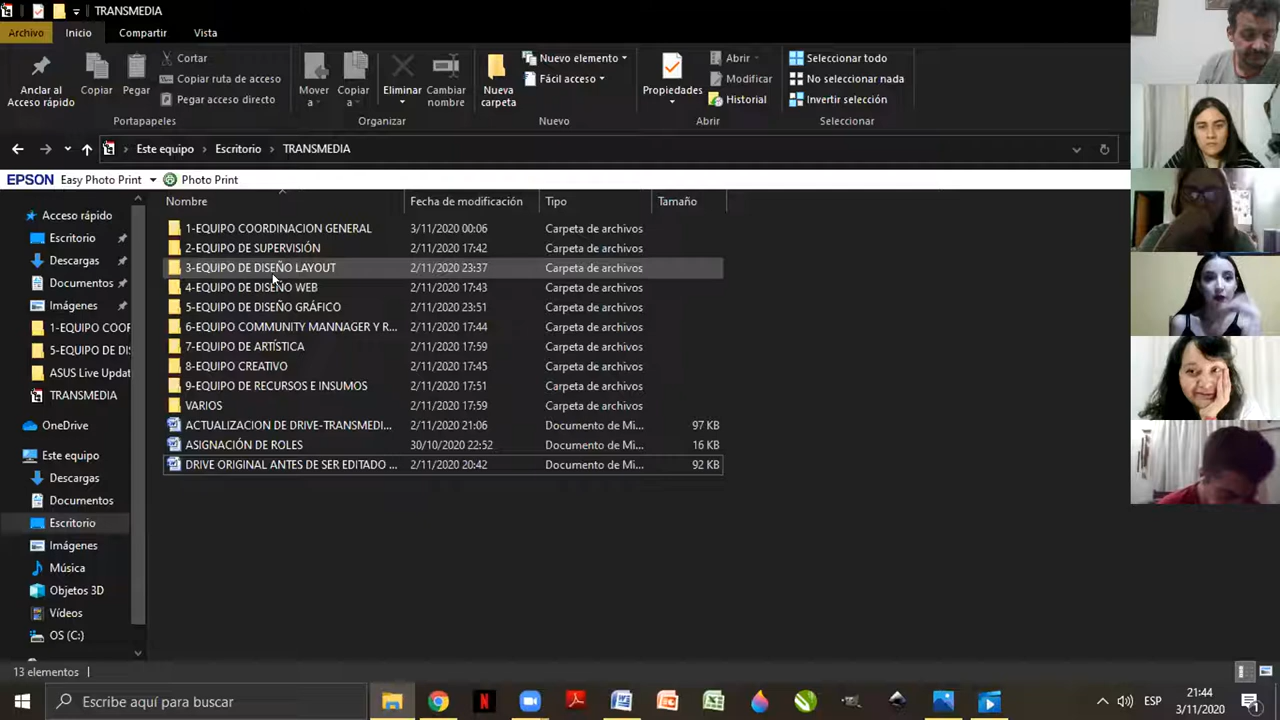 TRANSMEDIA
Archivo Inicio Compartir Vista
Anclar al Acceso rápido
Copiar
Pegar
Cortar
Copiar ruta de acceso
Pegar acceso directo
Portapapeles
Mover a
Copiar a
Eliminar
Cambiar nombre
Organizar
Nueva carpeta
Nuevo elemento
Fácil acceso
Nuevo
Propiedades
Abrir
Modificar
Historial
Abrir
Seleccionar todo
No seleccionar nada
Invertir selección
Seleccionar
Este equipo > Escritorio > TRANSMEDIA
EPSON Easy Photo Print Photo Print
Nombre Fecha de modificación Tipo Tamaño
Acceso rápido
Escritorio
Descargas
Documentos
Imágenes
1-EQUIPO COOR
5-EQUIPO DE DI
ASUS Live Updat
TRANSMEDIA
OneDrive
Este equipo
Descargas
Documentos
Escritorio
Imágenes
Música
Objetos 3D
Vídeos
OS (C:)
1-EQUIPO COORDINACION GENERAL 3/11/2020 00:06 Carpeta de archivos
2-EQUIPO DE SUPERVISIÓN 2/11/2020 17:42 Carpeta de archivos
3-EQUIPO DE DISEÑO LAYOUT 2/11/2020 23:37 Carpeta de archivos
4-EQUIPO DE DISEÑO WEB 2/11/2020 17:43 Carpeta de archivos
5-EQUIPO DE DISEÑO GRÁFICO 2/11/2020 23:51 Carpeta de archivos
6-EQUIPO COMMUNITY MANNAGER Y R... 2/11/2020 17:44 Carpeta de archivos
7-EQUIPO DE ARTÍSTICA 2/11/2020 17:59 Carpeta de archivos
8-EQUIPO CREATIVO 2/11/2020 17:45 Carpeta de archivos
9-EQUIPO DE RECURSOS E INSUMOS 2/11/2020 17:51 Carpeta de archivos
VARIOS 2/11/2020 17:59 Carpeta de archivos
ACTUALIZACION DE DRIVE-TRANSMEDI... 2/11/2020 21:06 Documento de Mi... 97 KB
ASIGNACIÓN DE ROLES 30/10/2020 22:52 Documento de Mi... 16 KB
DRIVE ORIGINAL ANTES DE SER EDITADO ... 2/11/2020 20:42 Documento de Mi... 92 KB
13 elementos
Escribe aquí para buscar
ESP
21:44
3/11/2020
1